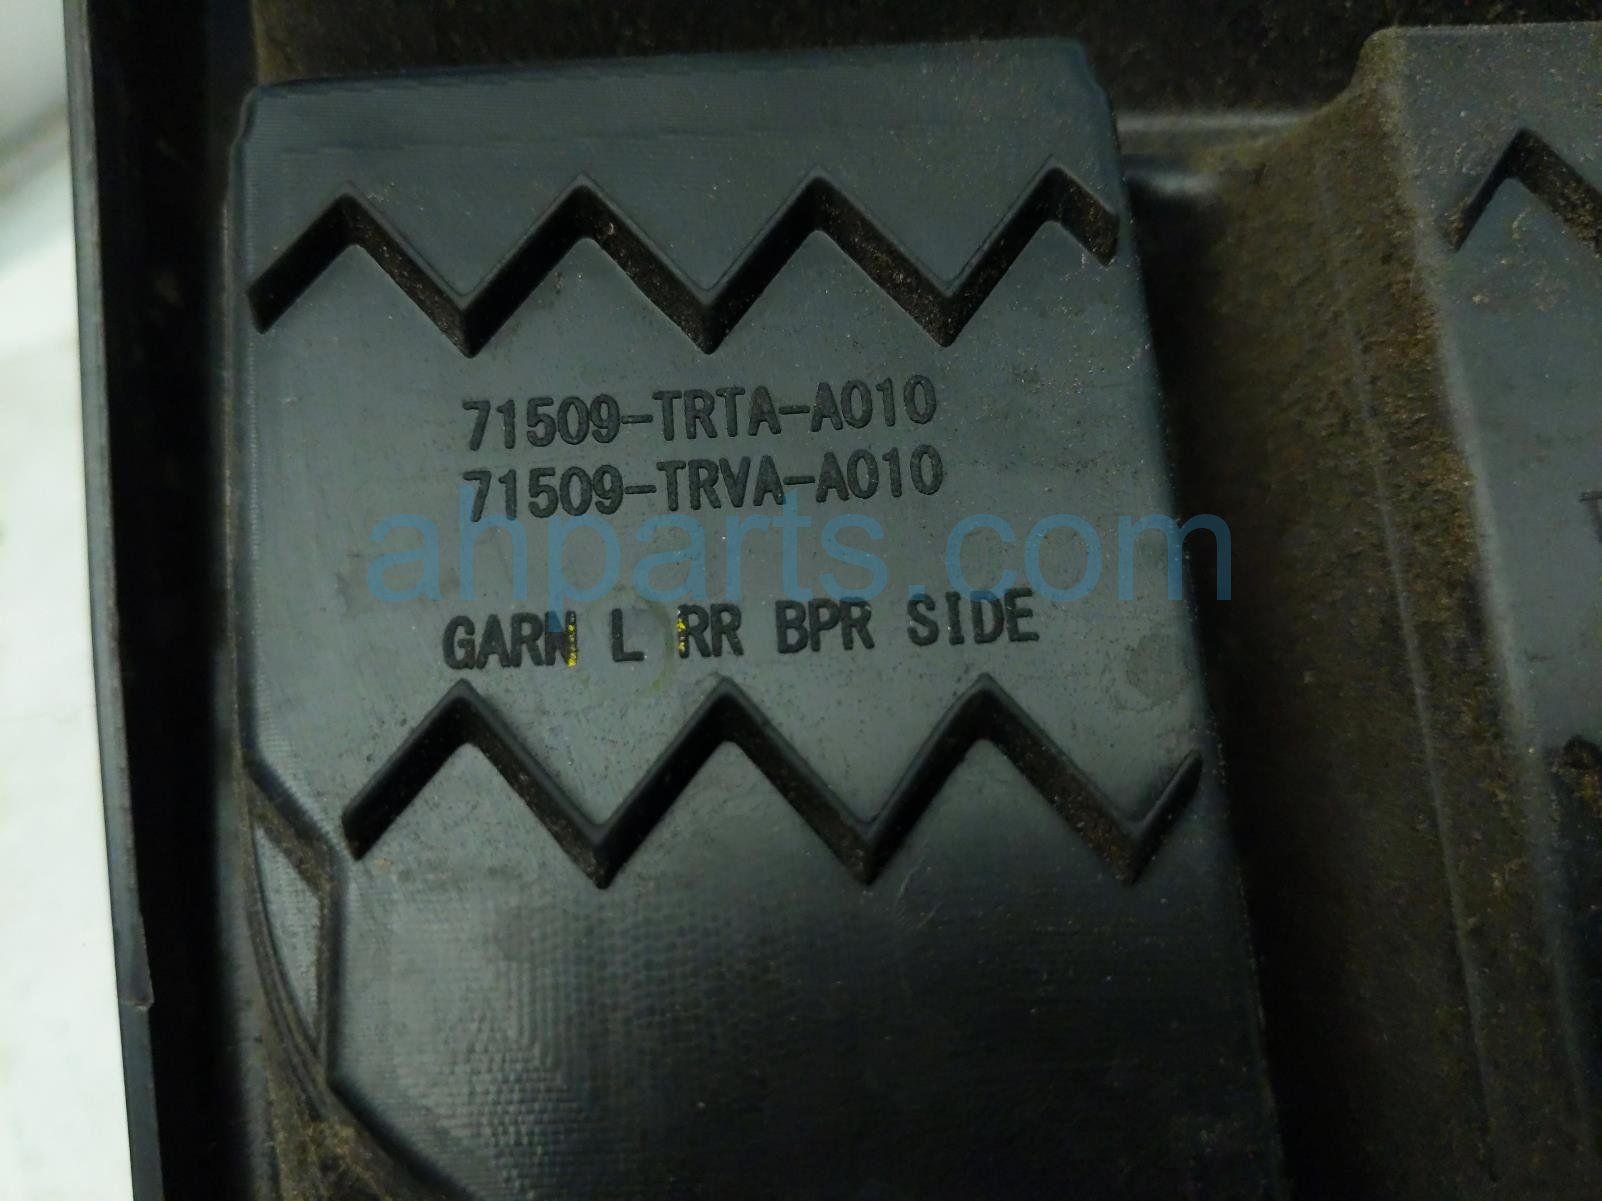 71509-TRTA-A010
71509-TRVA-A010
ahparts.com
GARN L RR BPR SIDE